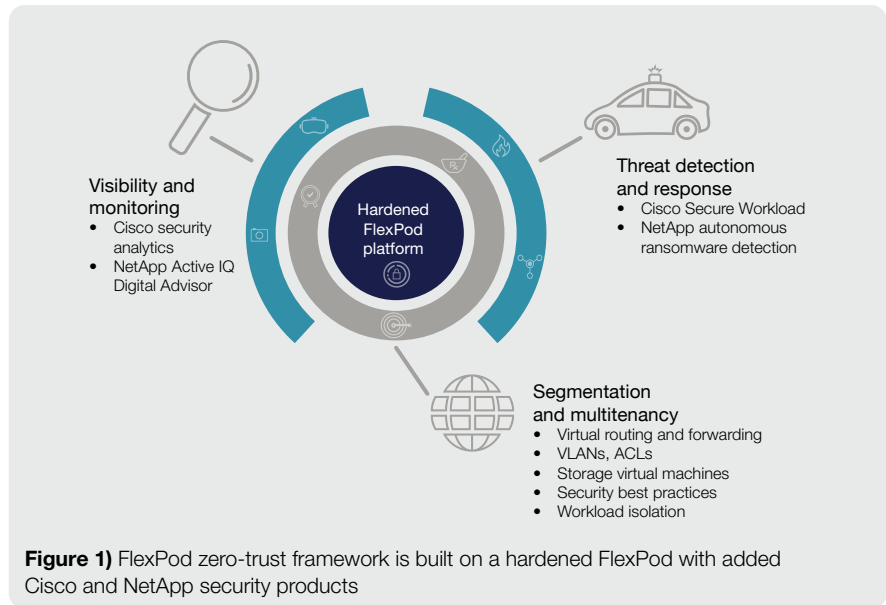 Visibility and
monitoring
• Cisco security
analytics
• NetApp Active IQ
Digital Advisor
Hardened
FlexPod
platform
Rx
Threat detection
and response
• Cisco Secure Workload
• NetApp autonomous
ransomware detection
Segmentation
and multitenancy
• Virtual routing and forwarding
• VLANs, ACLs
• Storage virtual machines
• Security best practices
• Workload isolation
Figure 1) FlexPod zero-trust framework is built on a hardened FlexPod with added
Cisco and NetApp security products